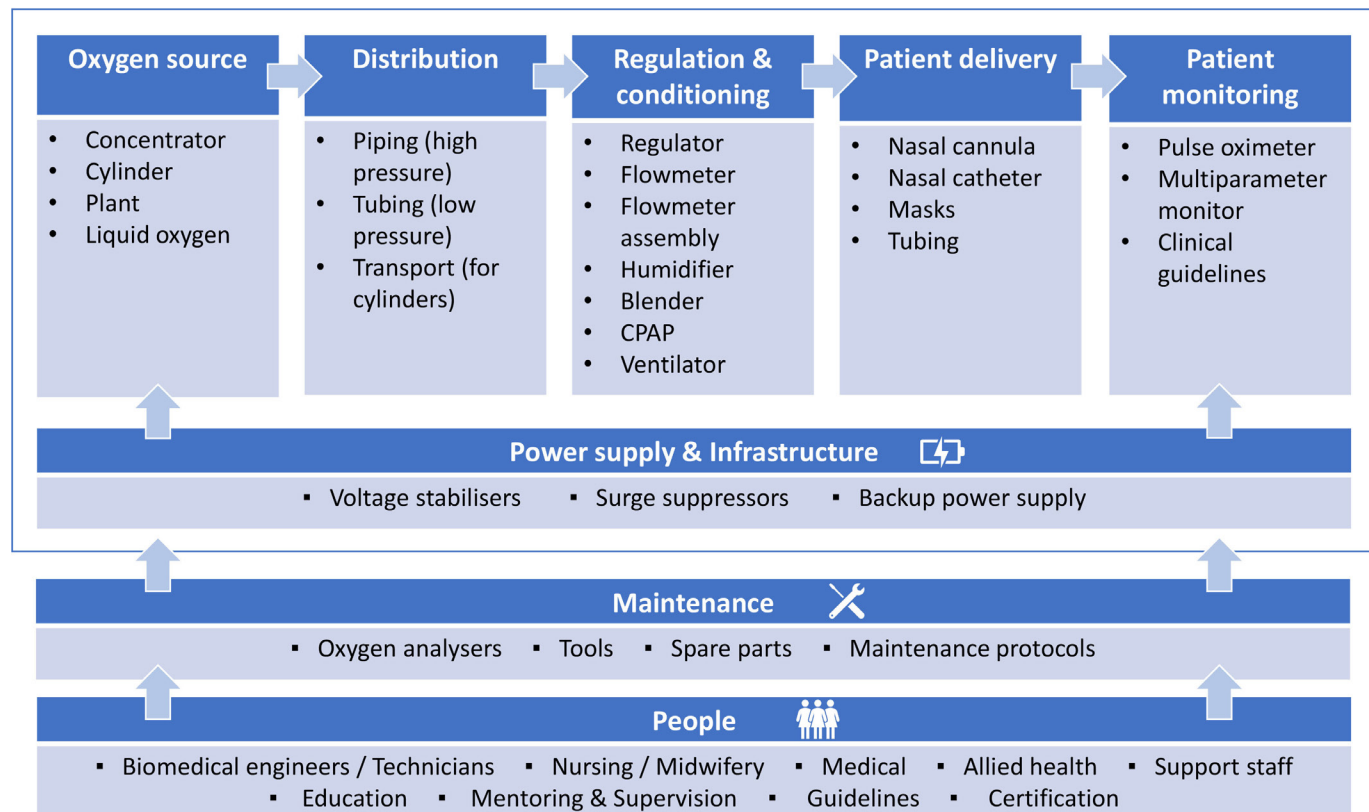 Oxygen source
• Concentrator
• Cylinder
• Plant
• Liquid oxygen
Distribution
• Piping (high
pressure)
• Tubing (low
pressure)
• Transport (for
cylinders)
Regulation &
conditioning
• Regulator
• Flowmeter
• Flowmeter
assembly
• Humidifier
• Blender
• CPAP
• Ventilator
Patient delivery
• Nasal cannula
• Nasal catheter
• Masks
• Tubing
Patient
monitoring
• Pulse oximeter
• Multiparameter
monitor
• Clinical
guidelines
Power supply & Infrastructure
▪ Voltage stabilisers ▪ Surge suppressors ▪ Backup power supply
Maintenance
▪ Oxygen analysers ▪ Tools ▪ Spare parts ▪ Maintenance protocols
People
▪ Biomedical engineers / Technicians ▪ Nursing / Midwifery ▪ Medical ▪ Allied health ▪ Support staff
▪ Education ▪ Mentoring & Supervision ▪ Guidelines ▪ Certification